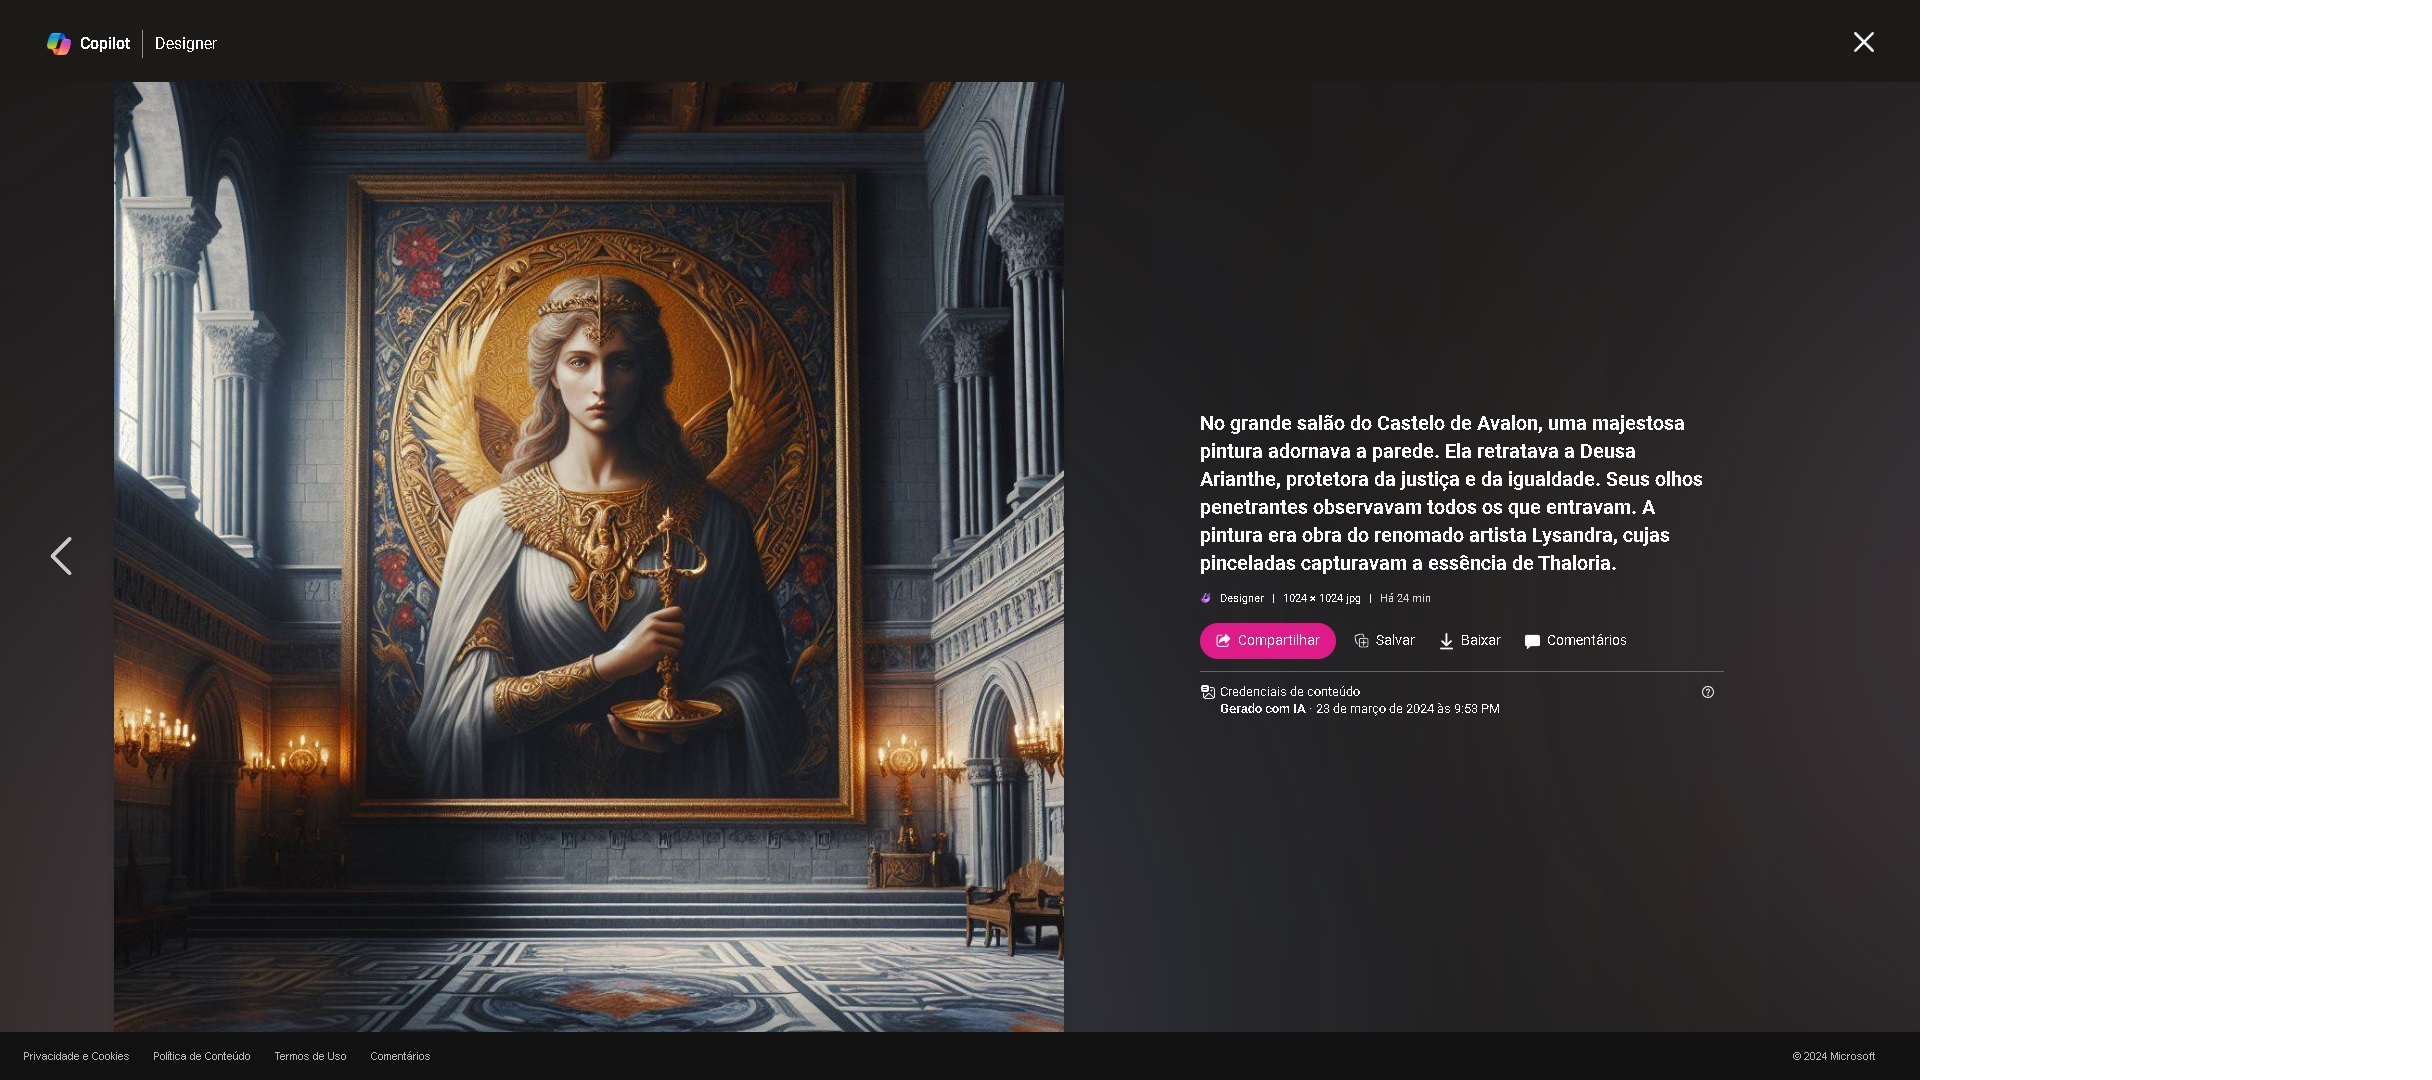 Copilot | Designer
No grande salão do Castelo de Avalon, uma majestosa
pintura adornava a parede. Ela retratava a Deusa
Arianthe, protetora da justiça e da igualdade. Seus olhos
penetrantes observavam todos os que entravam. A
pintura era obra do renomado artista Lysandra, cujas
pinceladas capturavam a essência de Thaloria.
Designer | 1024 × 1024 jpg | Há 24 min
Compartilhar Salvar Baixar Comentários
Credenciais de conteúdo
Gerado com IA · 23 de março de 2024 às 9:53 PM
Privacidade e Cookies Política de Conteúdo Termos de Uso Comentários © 2024 Microsoft